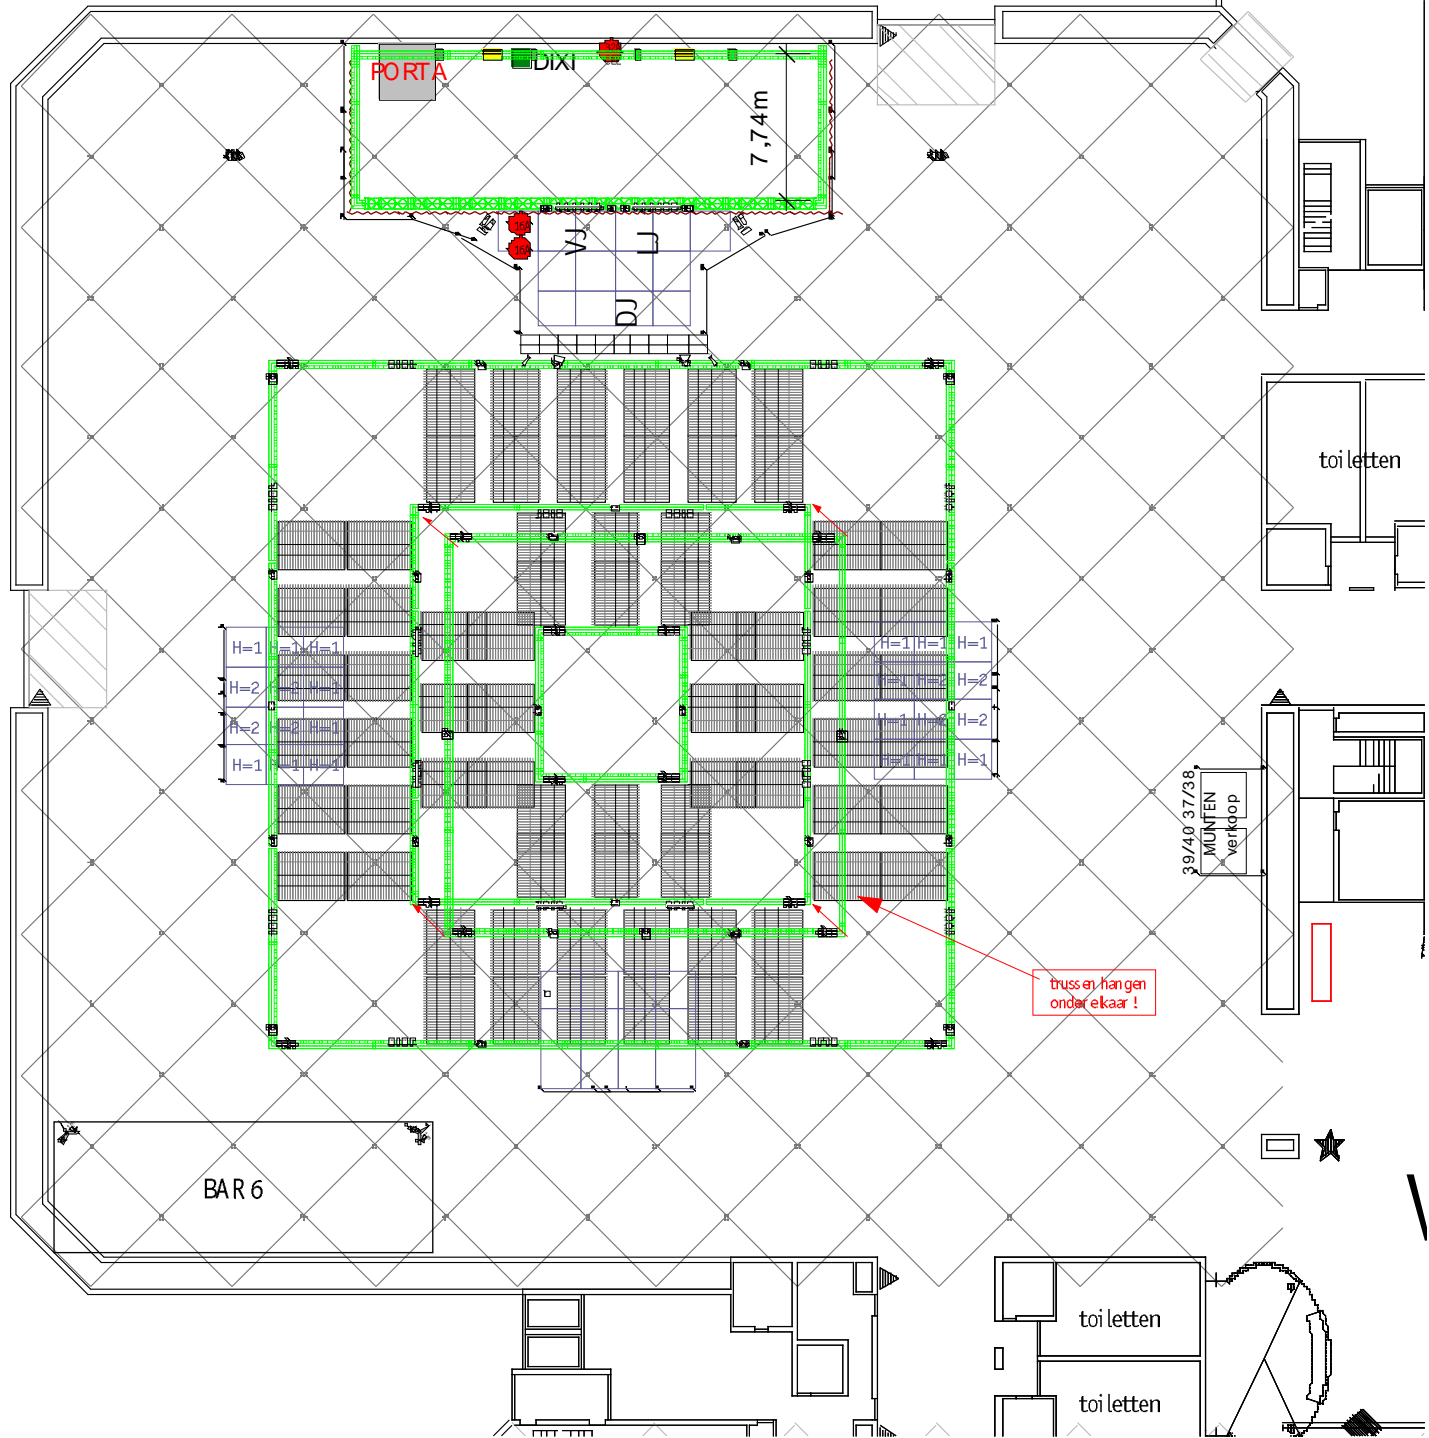 PORTA
DIXI
7,74m
16A
16A
VJ
LJ
DJ
toiletten
H=1 H=1 H=1
H=2 H=2 H=1
H=2 H=2 H=1
H=1 H=1 H=1
H=1 H=1 H=1
H=1 H=2 H=2
H=1 H=2 H=2
H=1 H=1 H=1
39/40 37/38
MUNTEN
verkoop
trussen hangen
onder elkaar !
BAR 6
toiletten
toiletten